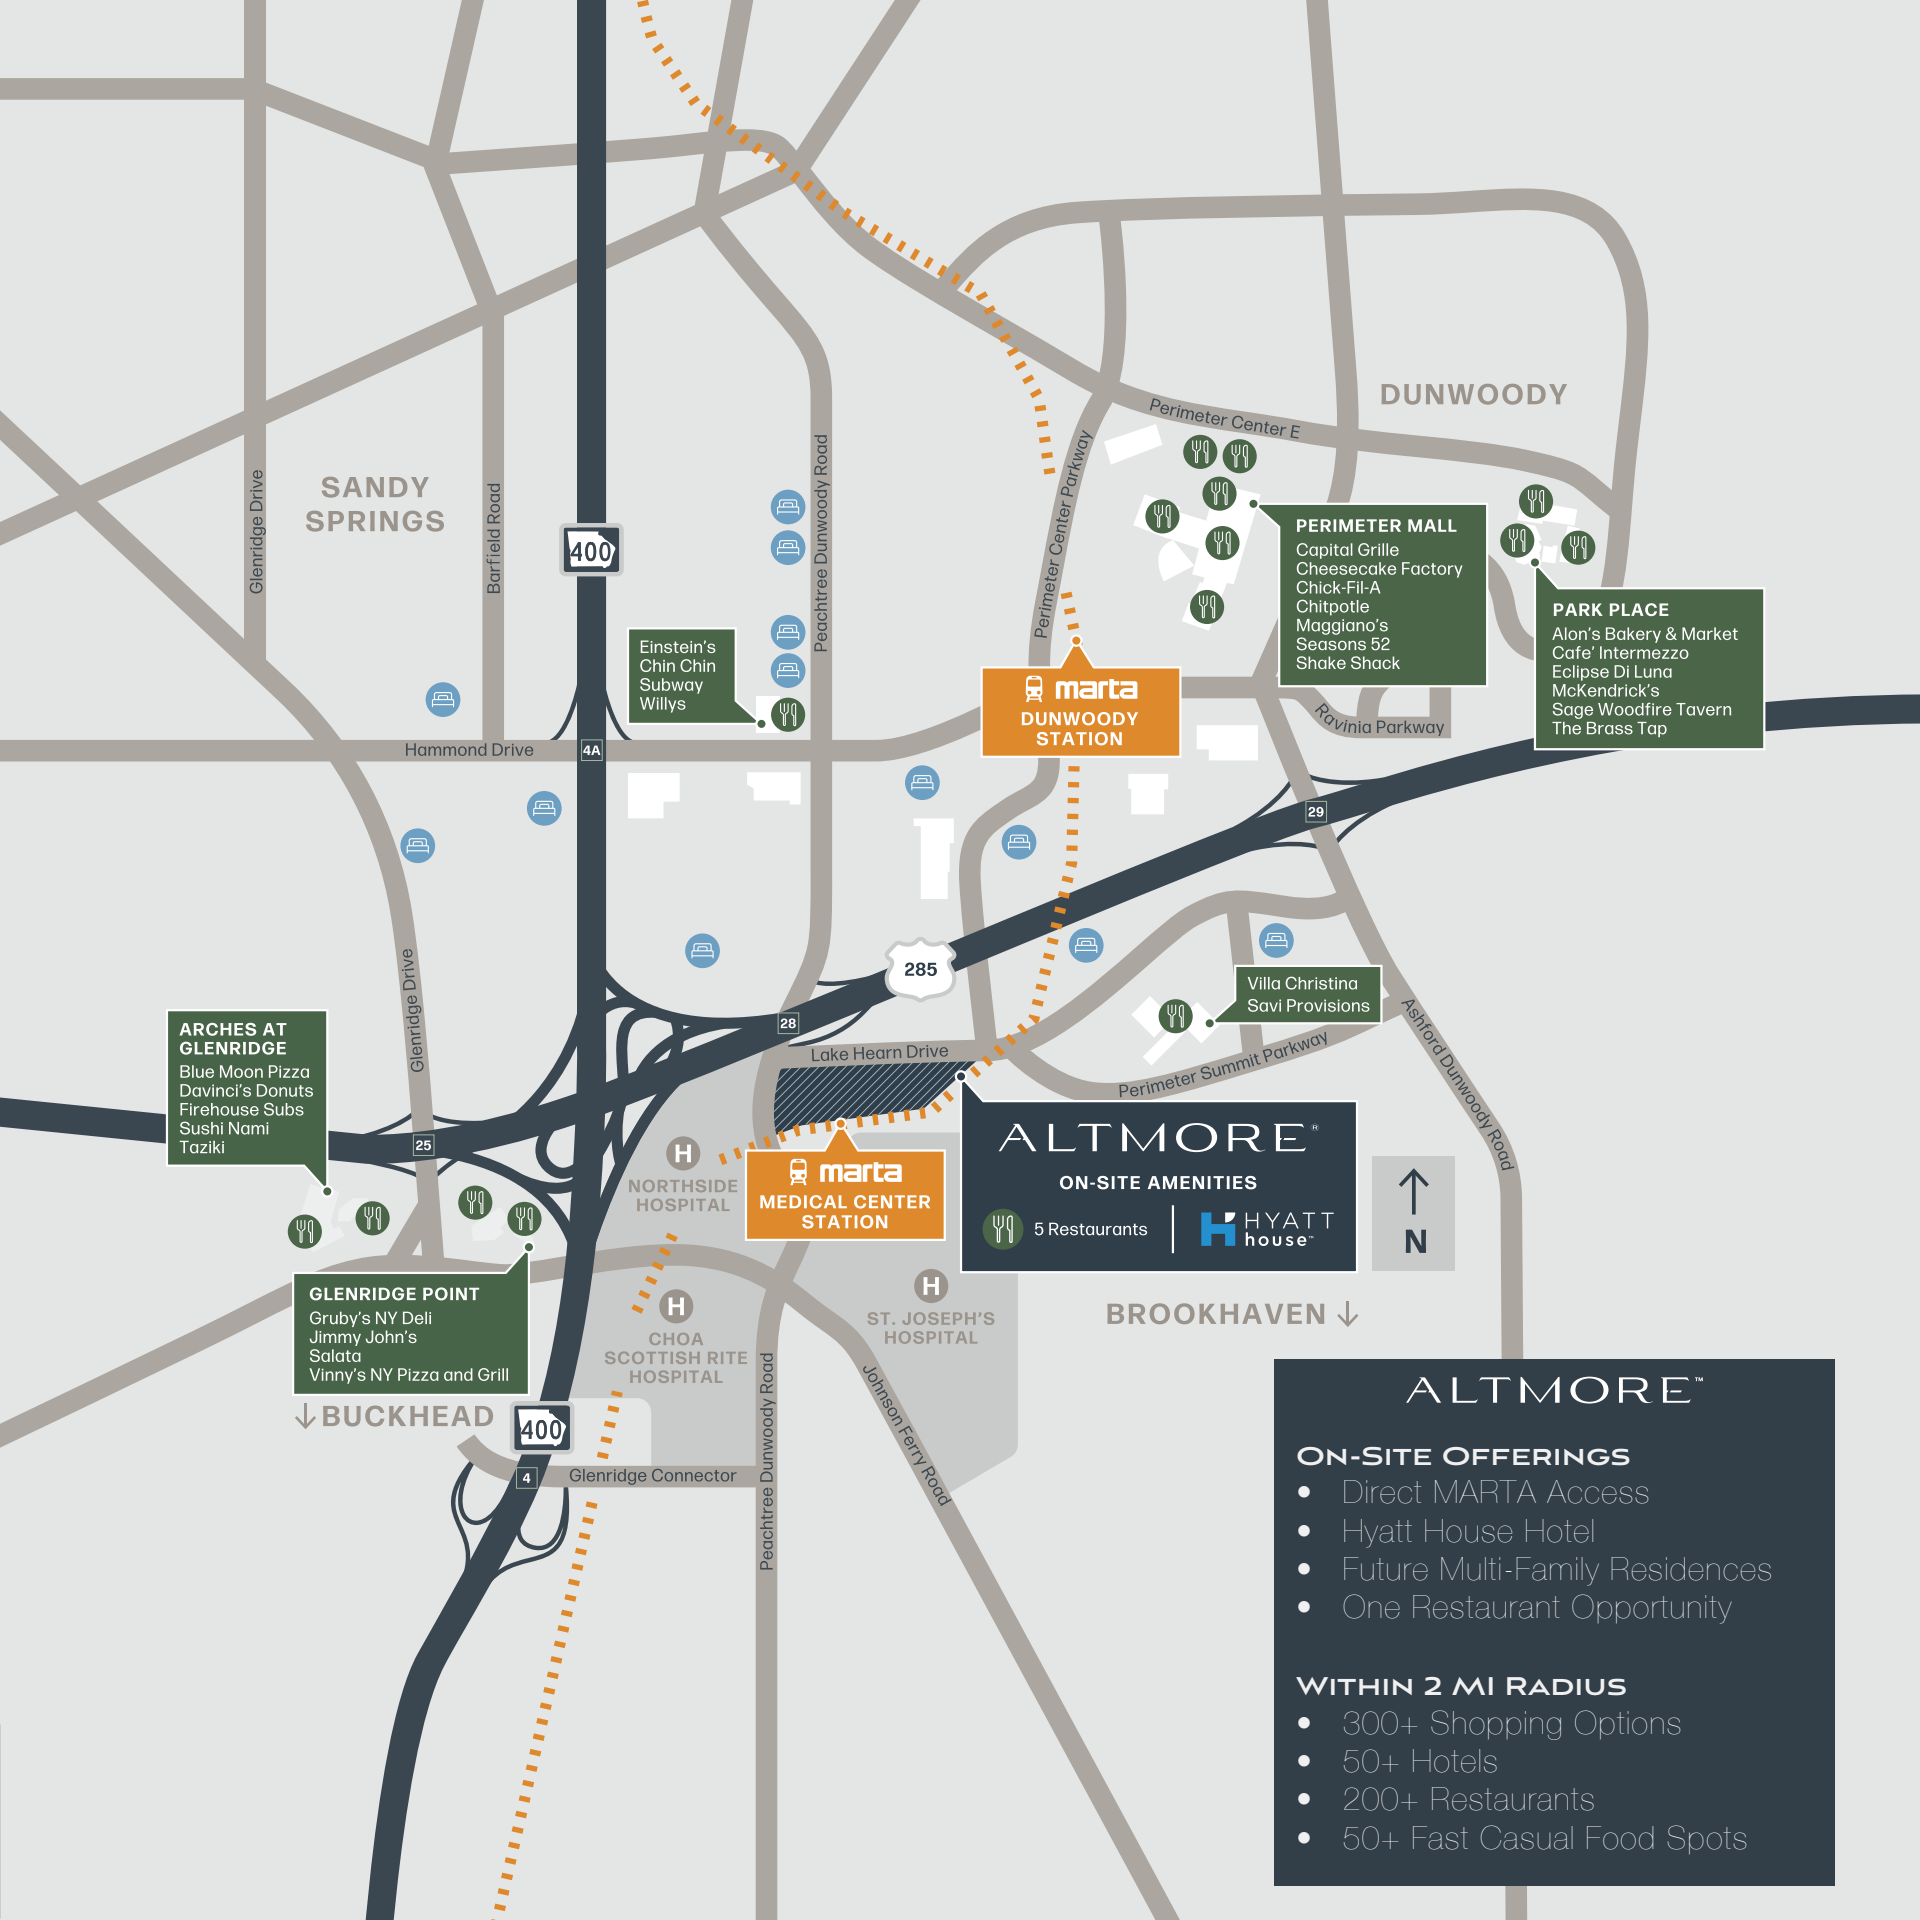 DUNWOODY
Perimeter Center E
SANDY
SPRINGS
Glenridge Drive
Barfield Road
Peachtree Dunwoody Road
Perimeter Center Parkway
400
PERIMETER MALL
Capital Grille
Cheesecake Factory
Chick-Fil-A
Chitpotle
Maggiano's
Seasons 52
Shake Shack
PARK PLACE
Alon's Bakery & Market
Cafe' Intermezzo
Eclipse Di Luna
McKendrick's
Sage Woodfire Tavern
The Brass Tap
Einstein's
Chin Chin
Subway
Willys
marta
DUNWOODY
STATION
Ravinia Parkway
Hammond Drive
4A
29
285
Glenridge Drive
28
Villa Christina
Savi Provisions
Lake Hearn Drive
Perimeter Summit Parkway
Ashford Dunwoody Road
ARCHES AT
GLENRIDGE
Blue Moon Pizza
Davinci's Donuts
Firehouse Subs
Sushi Nami
Taziki
25
H
NORTHSIDE
HOSPITAL
marta
MEDICAL CENTER
STATION
ALTMORE®
ON-SITE AMENITIES
5 Restaurants
HYATT
house™
N
GLENRIDGE POINT
Gruby's NY Deli
Jimmy John's
Salata
Vinny's NY Pizza and Grill
H
CHOA
SCOTTISH RITE
HOSPITAL
H
ST. JOSEPH'S
HOSPITAL
BROOKHAVEN ↓
↓ BUCKHEAD
400
4
Glenridge Connector
Peachtree Dunwoody Road
Johnson Ferry Road
ALTMORE™
ON-SITE OFFERINGS
• Direct MARTA Access
• Hyatt House Hotel
• Future Multi-Family Residences
• One Restaurant Opportunity
WITHIN 2 MI RADIUS
• 300+ Shopping Options
• 50+ Hotels
• 200+ Restaurants
• 50+ Fast Casual Food Spots